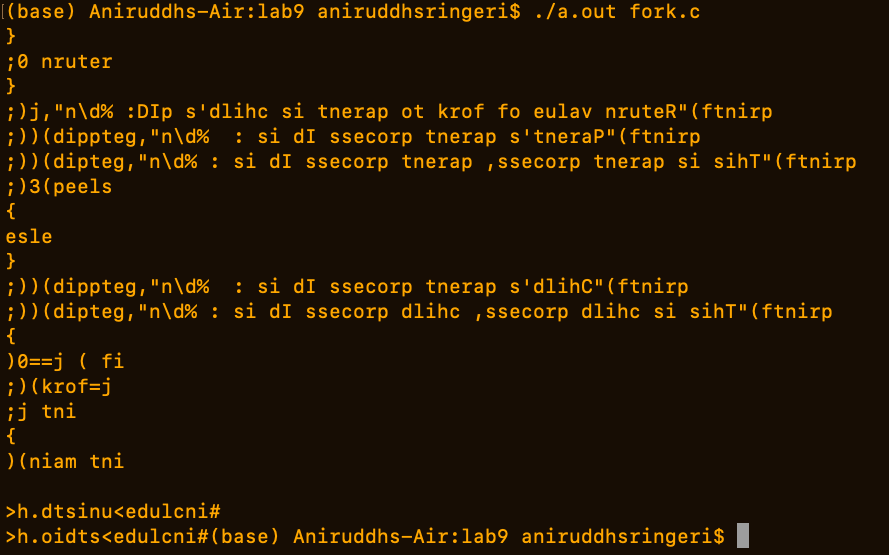 (base) Aniruddhs-Air:lab9 aniruddhsringeri$ ./a.out fork.c
}
;0 nruter
}
;)j,"n\d% :DIp s'dlihc si tnerap ot krof fo eulav nruteR"(ftnirp
;))(dippteg,"n\d%  : si dI ssecorp tnerap s'tneraP"(ftnirp
;))(dipteg,"n\d% : si dI ssecorp tnerap ,ssecorp tnerap si sihT"(ftnirp
;)3(peels
{
esle
}
;))(dippteg,"n\d%  : si dI ssecorp tnerap s'dlihC"(ftnirp
;))(dipteg,"n\d% : si dI ssecorp dlihc ,ssecorp dlihc si sihT"(ftnirp
{
)0==j ( fi
;)(krof=j
;j tni
{
)(niam tni

>h.dtsinu<edulcni#
>h.oidts<edulcni#(base) Aniruddhs-Air:lab9 aniruddhsringeri$